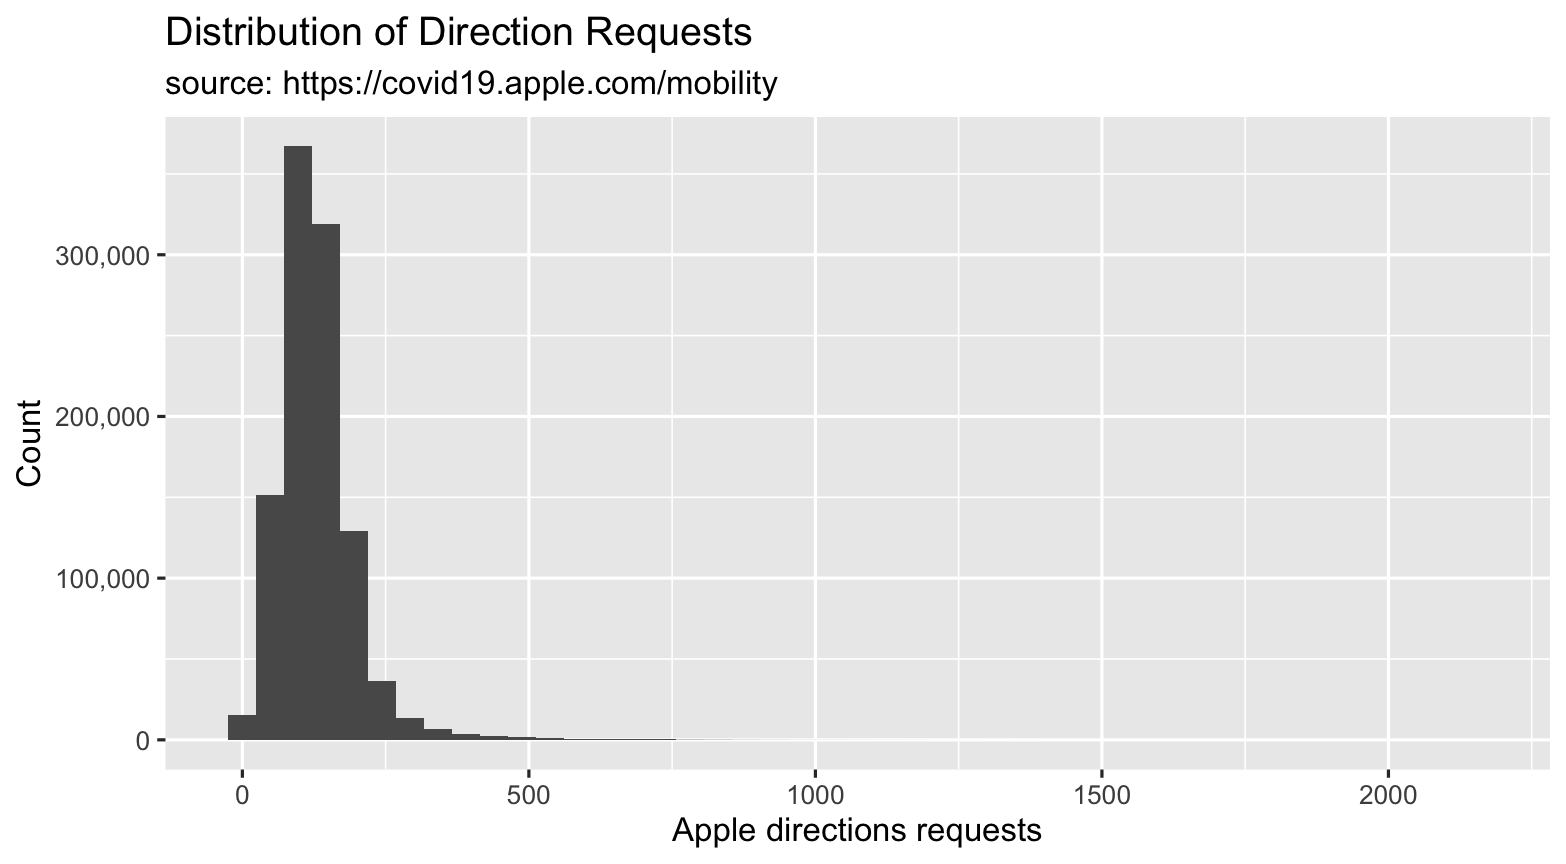 Distribution of Direction Requests
source: https://covid19.apple.com/mobility
Count
300,000
200,000
100,000
0
0 500 1000 1500 2000
Apple directions requests